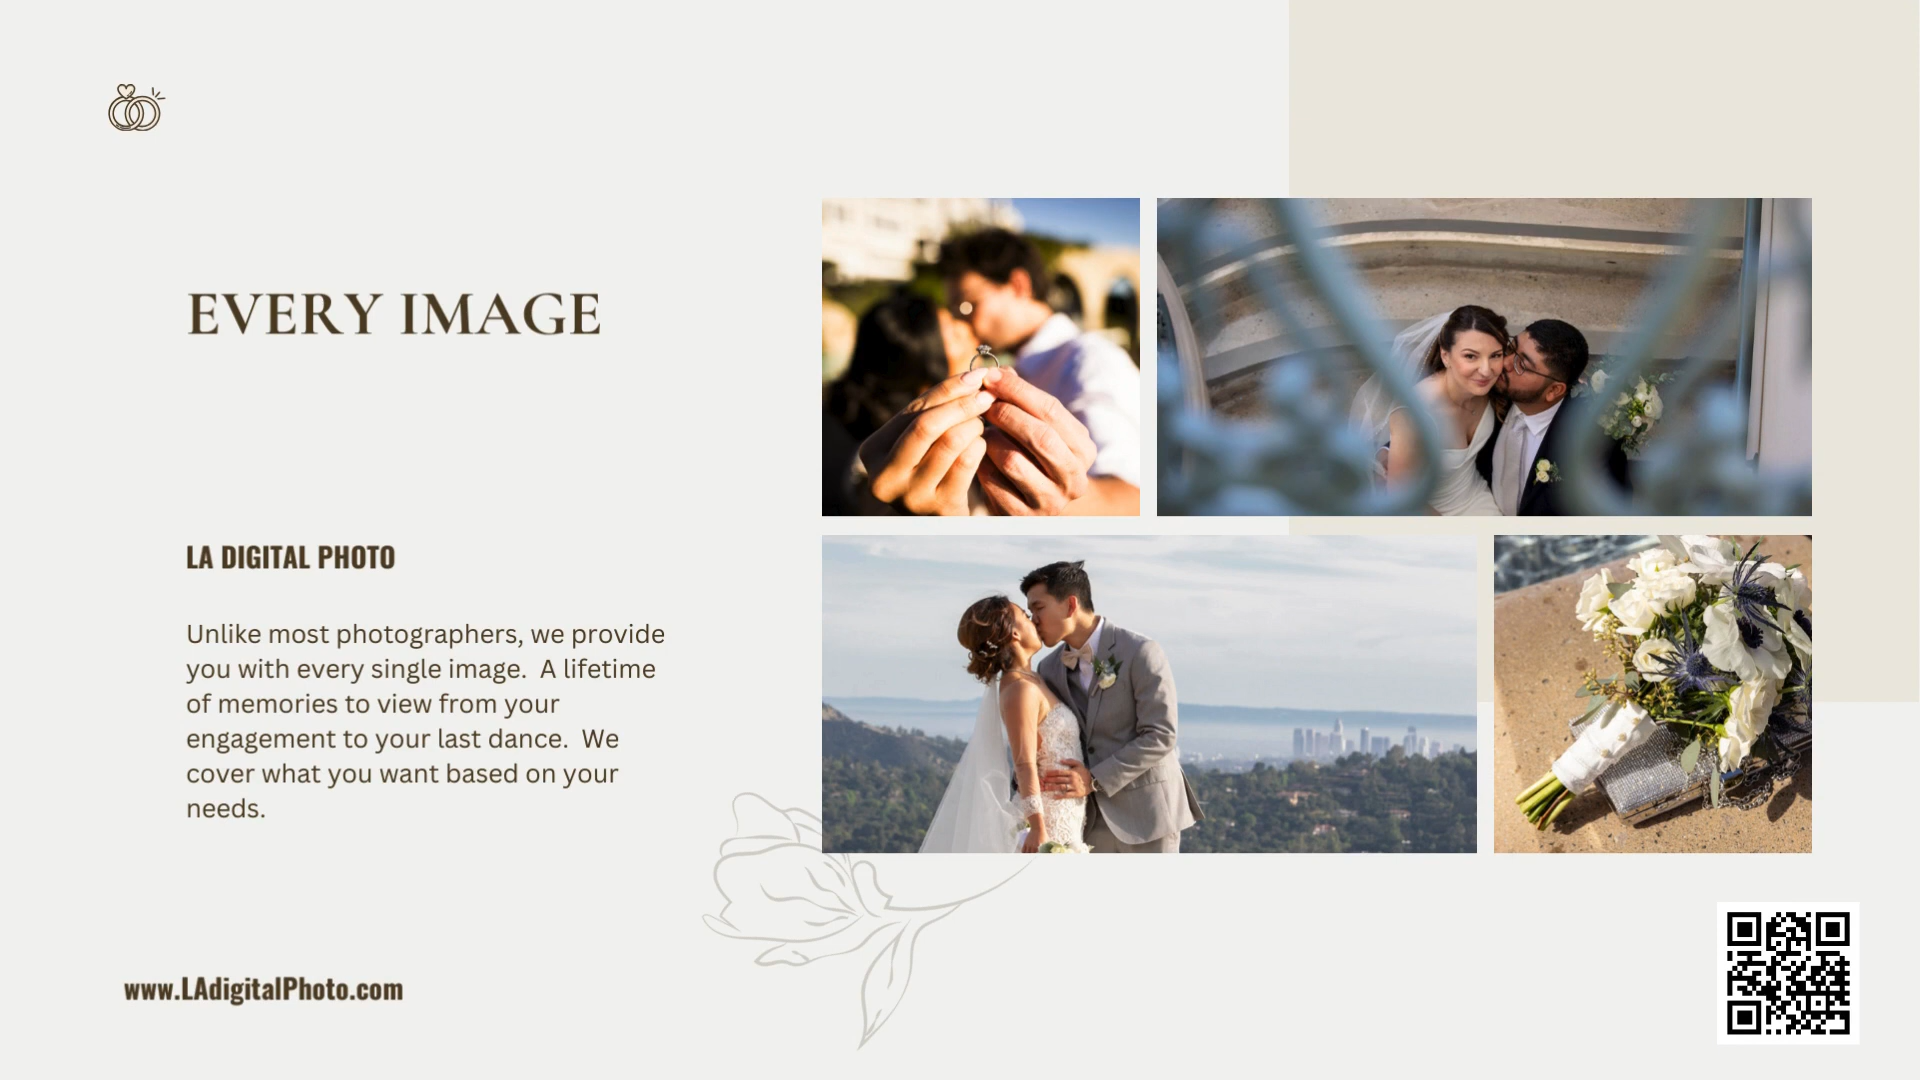 EVERY IMAGE
LA DIGITAL PHOTO
Unlike most photographers, we provide
you with every single image.  A lifetime
of memories to view from your
engagement to your last dance.  We
cover what you want based on your
needs.
www.LAdigitalPhoto.com